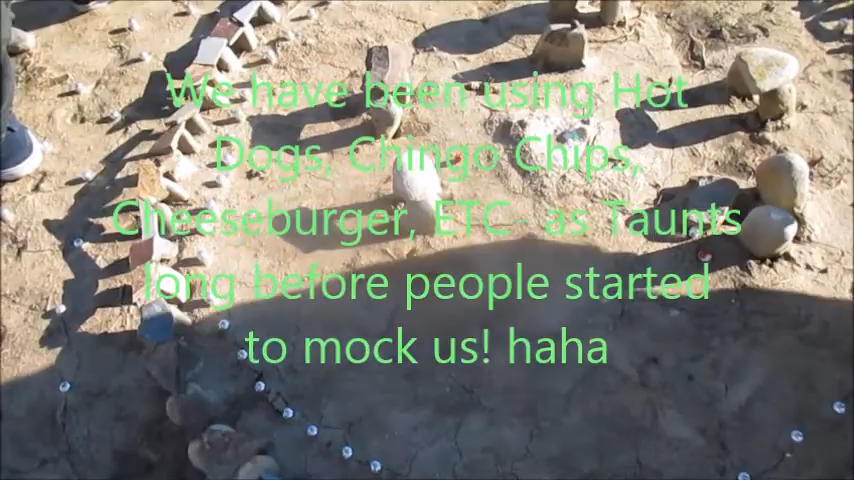 We have been using Hot
Dogs, Chingo Chips,
Cheeseburger, ETC- as Taunts
long before people started
to mock us! haha